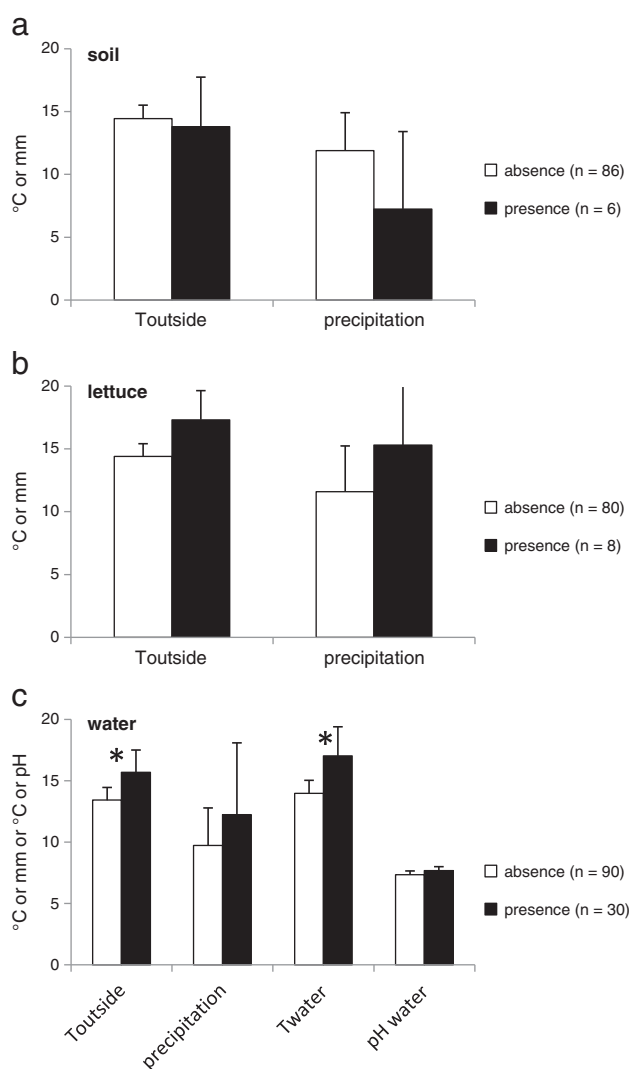 a
soil
°C or mm
20
15
10
5
0
Toutside precipitation
absence (n = 86)
presence (n = 6)
b
lettuce
°C or mm
20
15
10
5
0
Toutside precipitation
absence (n = 80)
presence (n = 8)
c
water
°C or mm or °C or pH
20
15
10
5
0
* *
Toutside precipitation Twater pH water
absence (n = 90)
presence (n = 30)